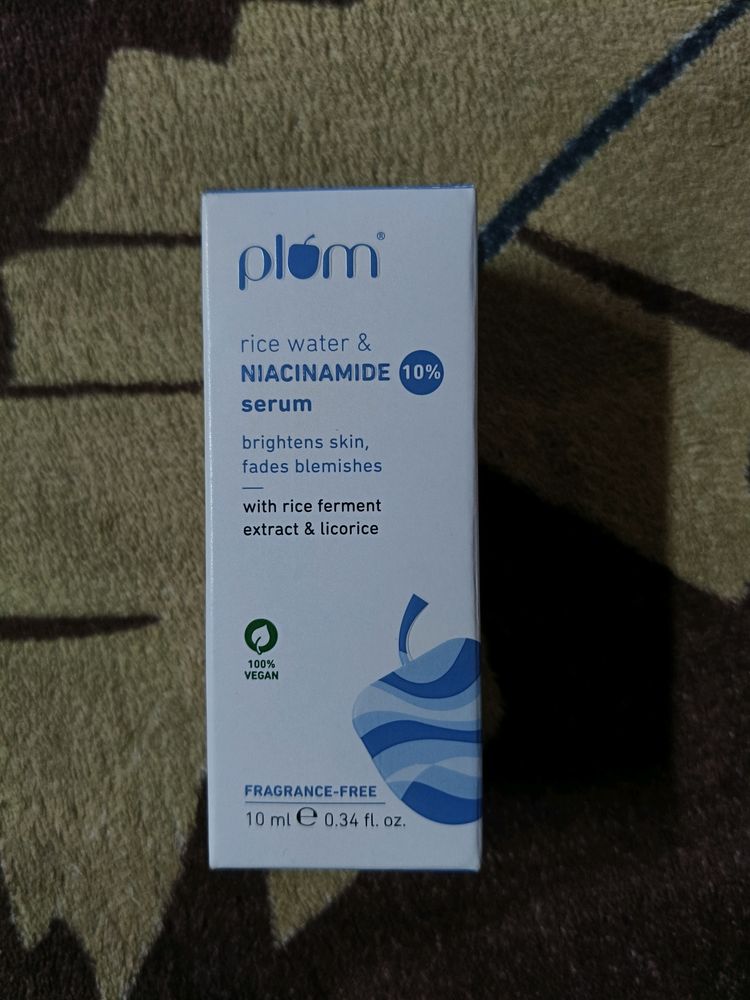 plum®
rice water &
NIACINAMIDE 10%
serum
brightens skin,
fades blemishes
with rice ferment
extract & licorice
100%
VEGAN
FRAGRANCE-FREE
10 ml ℮ 0.34 fl. oz.